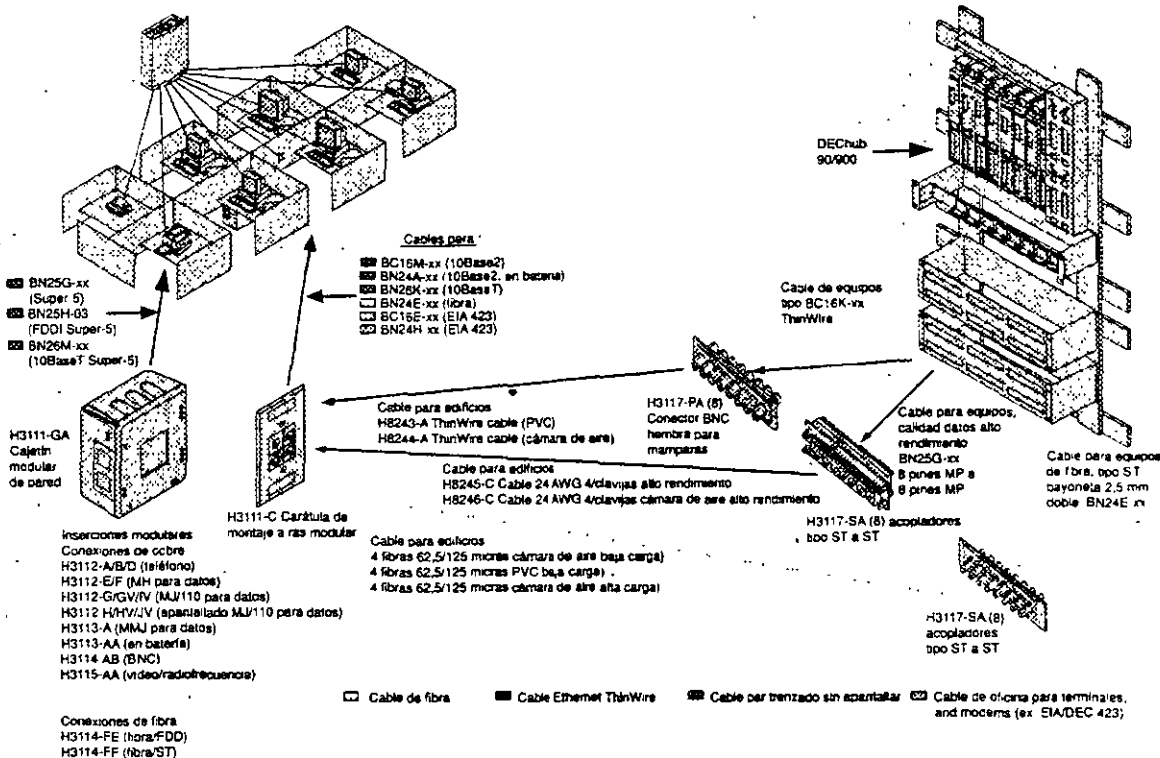 DEChub
90/900
Cables para
BC16M-xx (10Base2)
BN24A-xx (10Base2, en batería)
BN26K-xx (10BaseT)
BN24E-xx (fibra)
BC16E-xx (EIA 423)
BN24H-xx (EIA 423)
BN25G-xx
(Super 5)
BN25H-03
(FDDI Super-5)
BN26M-xx
(10BaseT Super-5)
Cable de equipos
tipo BC16K-xx
ThinWire
H3111-GA
Cajetín
modular
de pared
H3111-C Carátula de
montaje a ras modular
Cable para edificios
H8243-A ThinWire cable (PVC)
H8244-A ThinWire cable (cámara de aire)
H3117-PA (8)
Conector BNC
hembra para
mamparas
Cable para edificios
H8245-C Cable 24 AWG 4/clavijas alto rendimiento
H8246-C Cable 24 AWG 4/clavijas cámara de aire alto rendimiento
Cable para equipos,
calidad datos alto
rendimiento
BN25G-xx
8 pines MP a
8 pines MP
Cable para equipos
de fibra, tipo ST
bayoneta 2,5 mm
doble BN24E xx
H3117-SA (8) acopladores
tipo ST a ST
Cable para edificios
4 fibras 62,5/125 micras cámara de aire baja carga)
4 fibras 62,5/125 micras PVC baja carga)
4 fibras 62,5/125 micras cámara de aire alta carga)
H3117-SA (8)
acopladores
tipo ST a ST
Inserciones modulares
Conexiones de cobre
H3112-A/B/D (teléfono)
H3112-E/F (MH para datos)
H3112-G/GV/IV (MJ/110 para datos)
H3112 H/HV/JV (apantallado MJ/110 para datos)
H3113-A (MMJ para datos)
H3113-AA (en batería)
H3114 AB (BNC)
H3115-AA (video/radiofrecuencia)
Conexiones de fibra
H3114-FE (fibra/FDD)
H3114-FF (fibra/ST)
Cable de fibra
Cable Ethernet ThinWire
Cable par trenzado sin apantallar
Cable de oficina para terminales,
and modems (ex EIA/DEC 423)